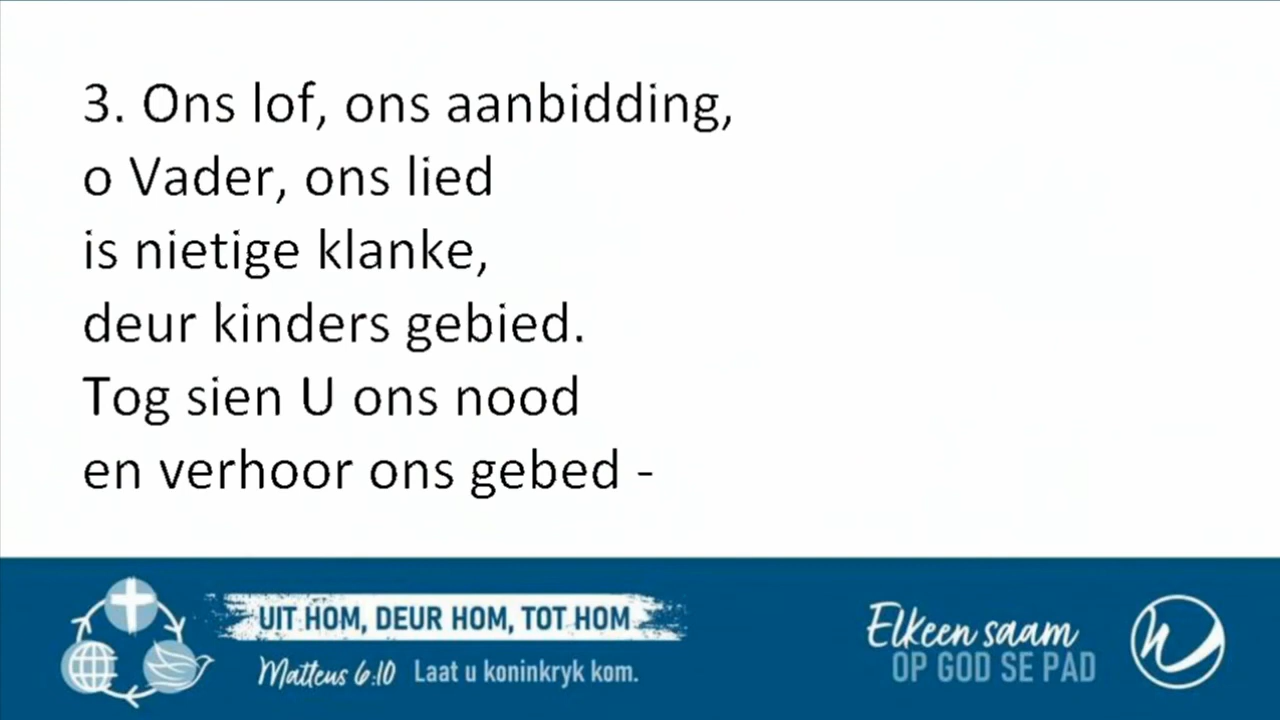 3. Ons lof, ons aanbidding,
o Vader, ons lied
is nietige klanke,
deur kinders gebied.
Tog sien U ons nood
en verhoor ons gebed -
UIT HOM, DEUR HOM, TOT HOM
Matteus 6:10 Laat u koninkryk kom.
Elkeen saam
OP GOD SE PAD